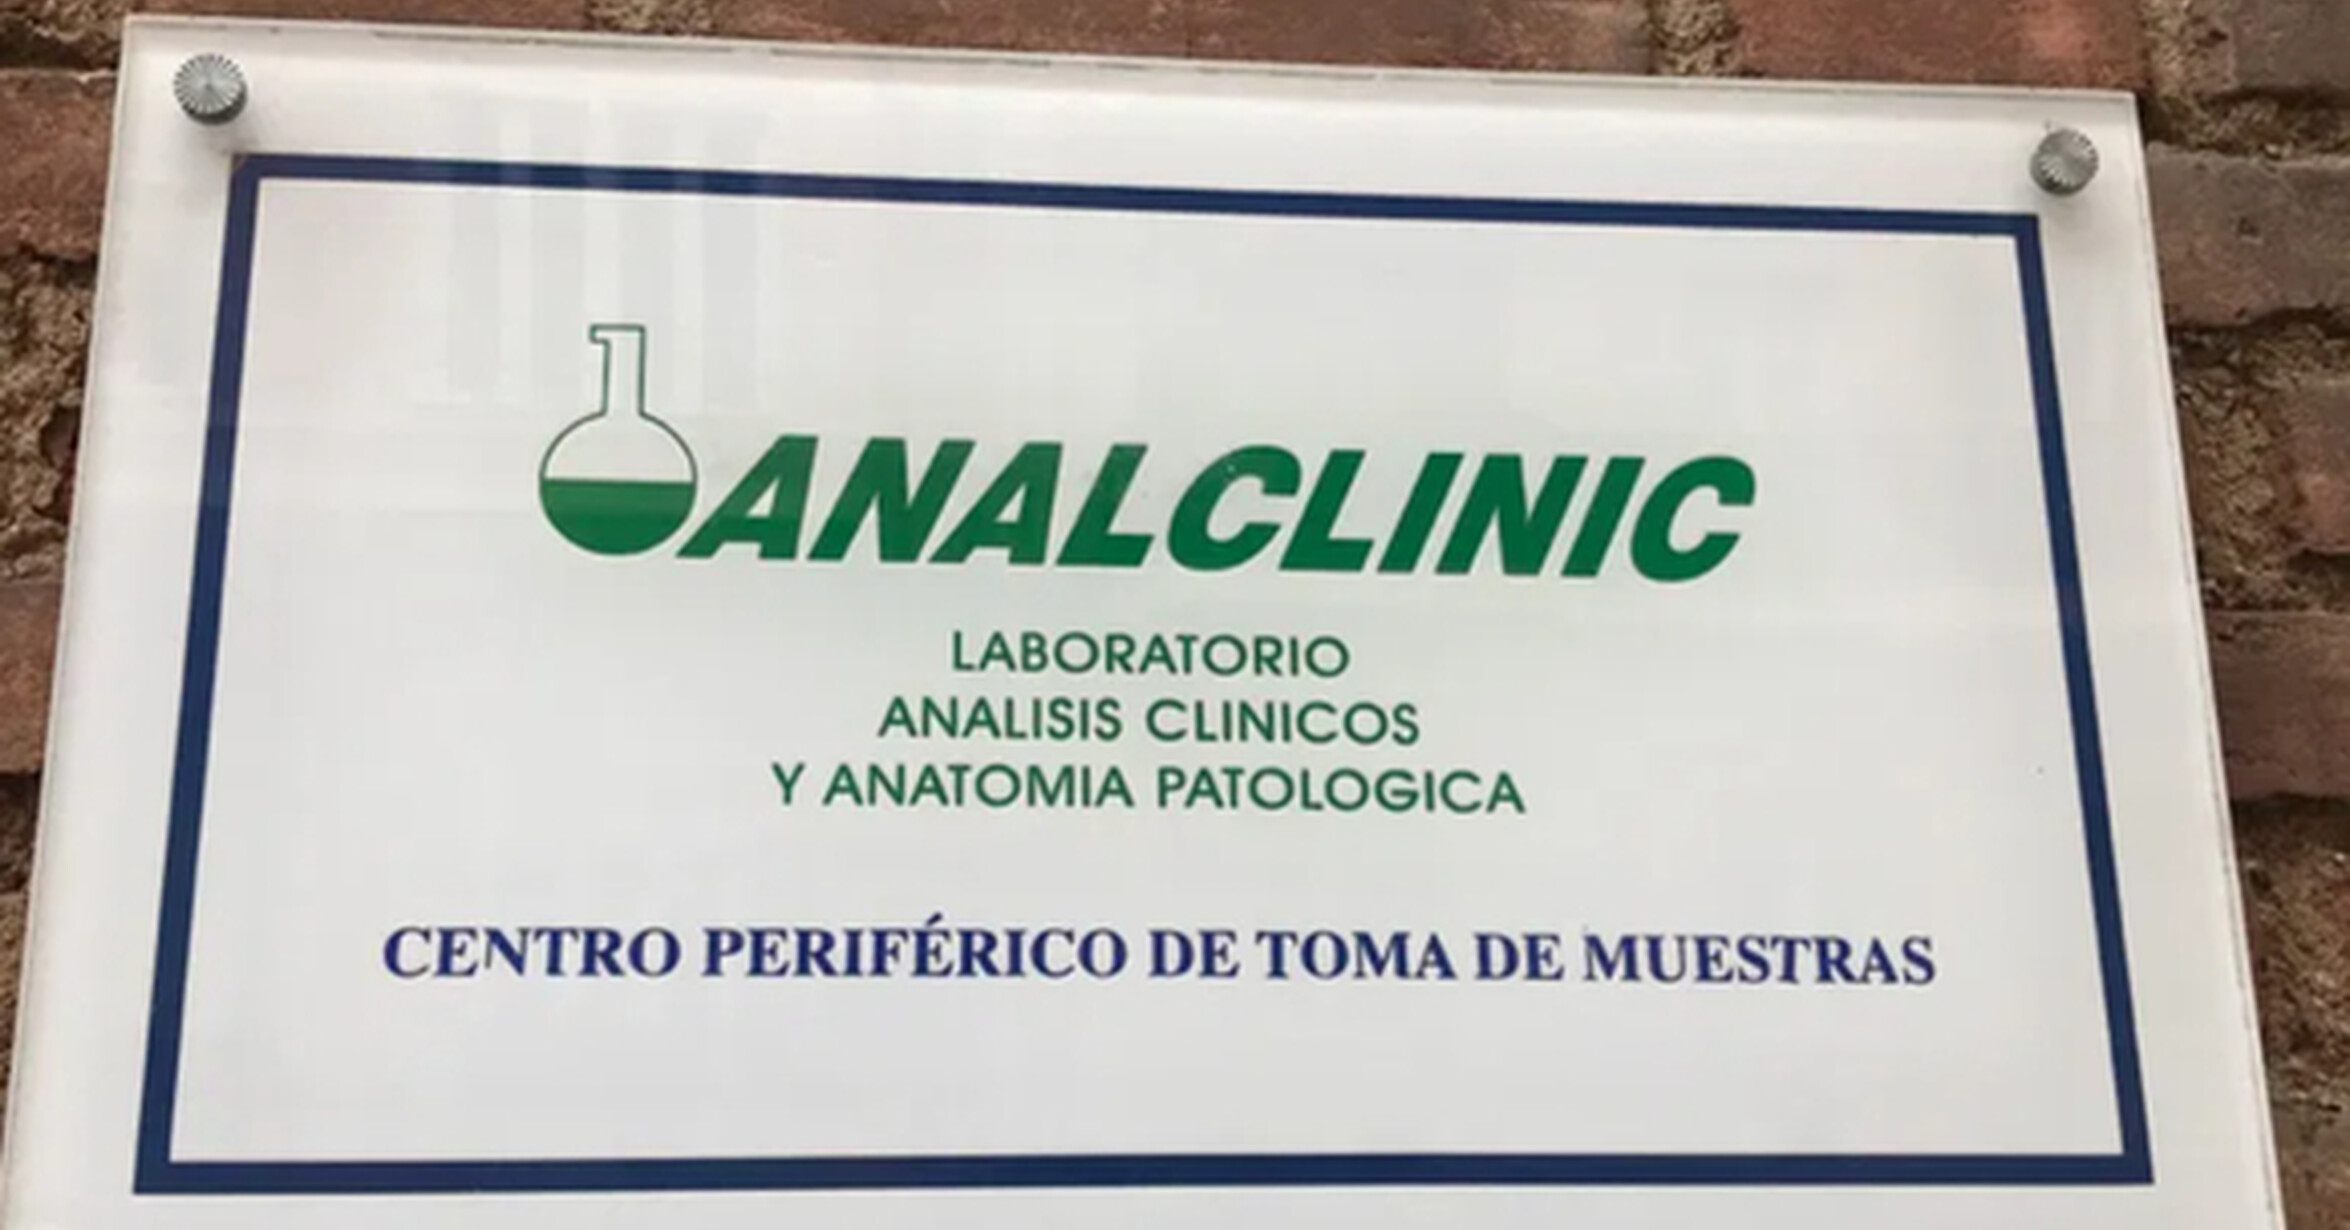 ANALCLINIC
LABORATORIO
ANALISIS CLINICOS
Y ANATOMIA PATOLOGICA
CENTRO PERIFÉRICO DE TOMA DE MUESTRAS